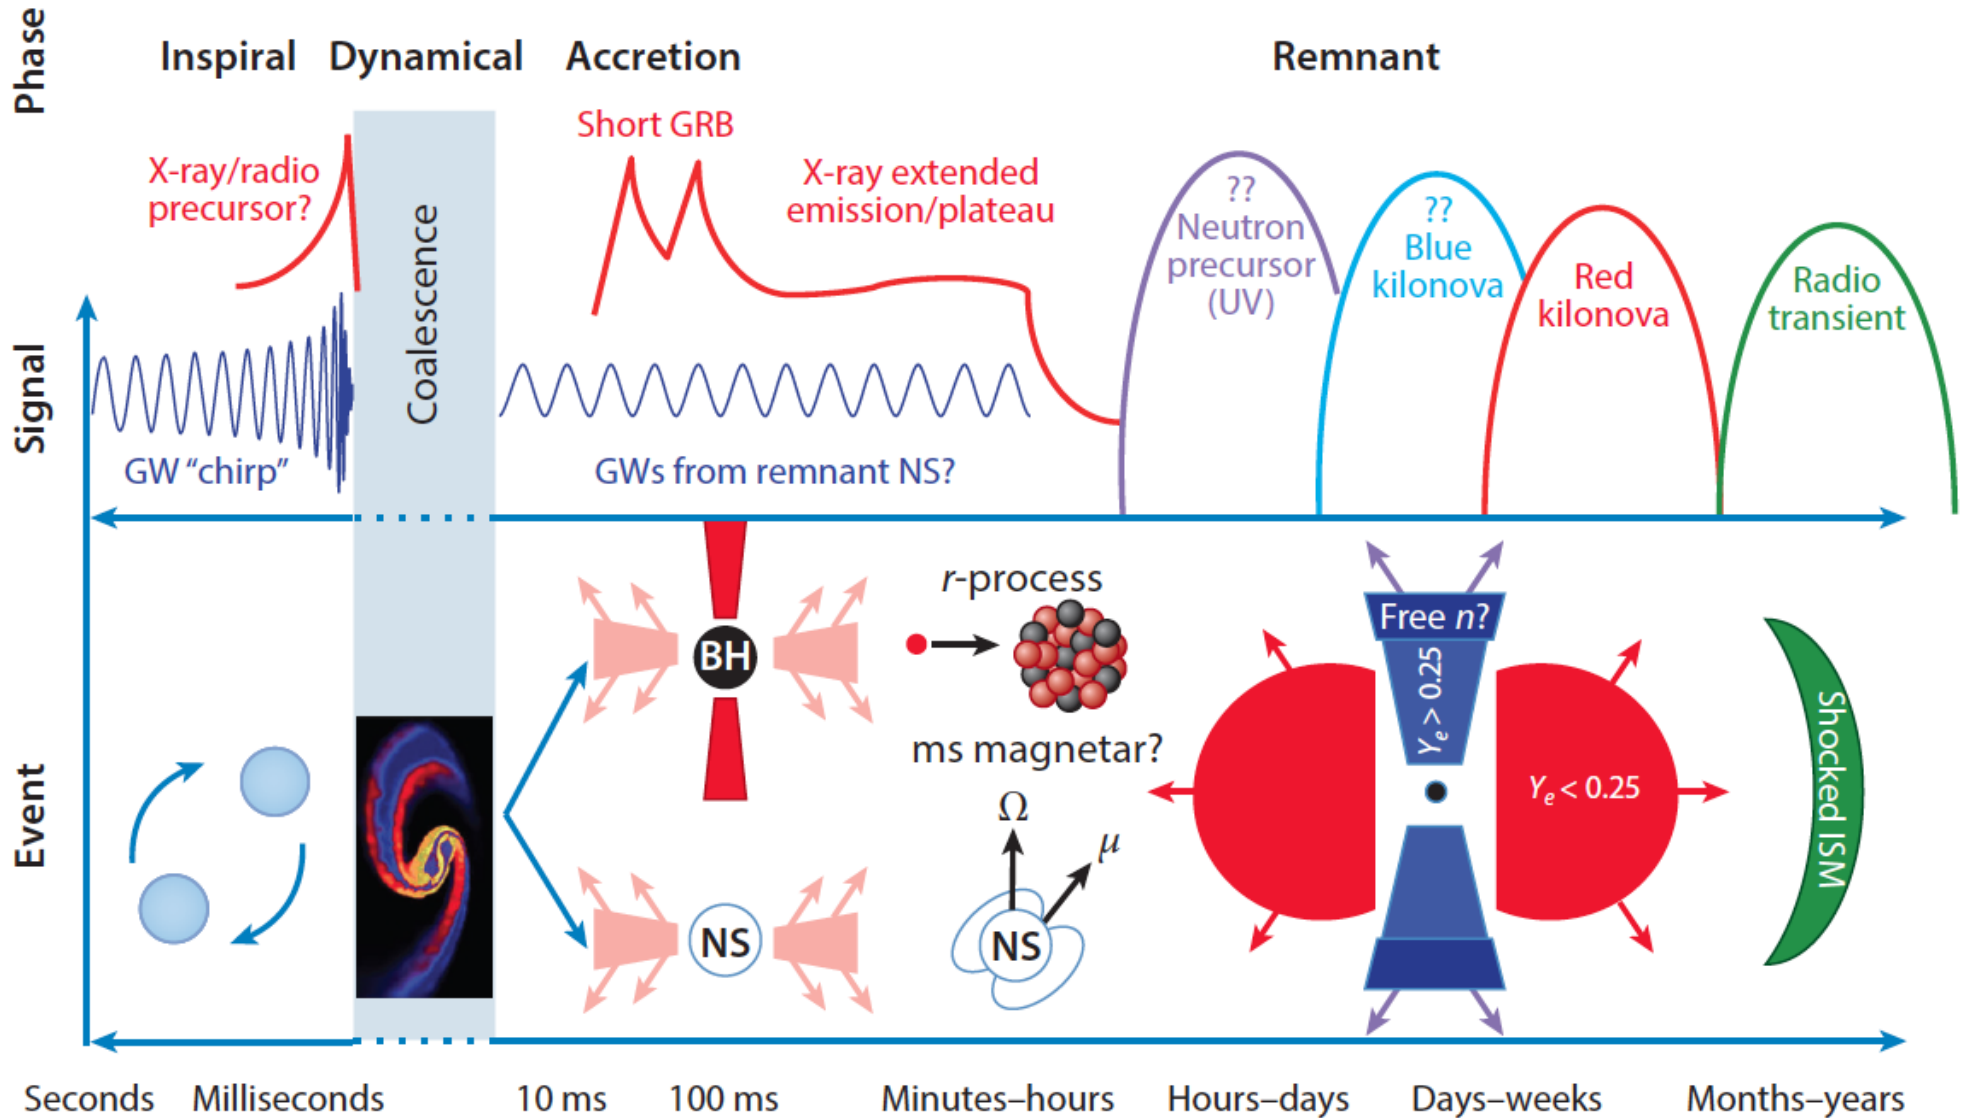 Phase
Inspiral
Dynamical
Accretion
Remnant
Signal
X-ray/radio
precursor?
GW “chirp”
Coalescence
Short GRB
X-ray extended
emission/plateau
GWs from remnant NS?
??
Neutron
precursor
(UV)
??
Blue
kilonova
Red
kilonova
Radio
transient
Event
BH
NS
r-process
ms magnetar?
Ω
μ
NS
Free n?
Ye > 0.25
Ye < 0.25
Shocked ISM
Seconds
Milliseconds
10 ms
100 ms
Minutes–hours
Hours–days
Days–weeks
Months–years